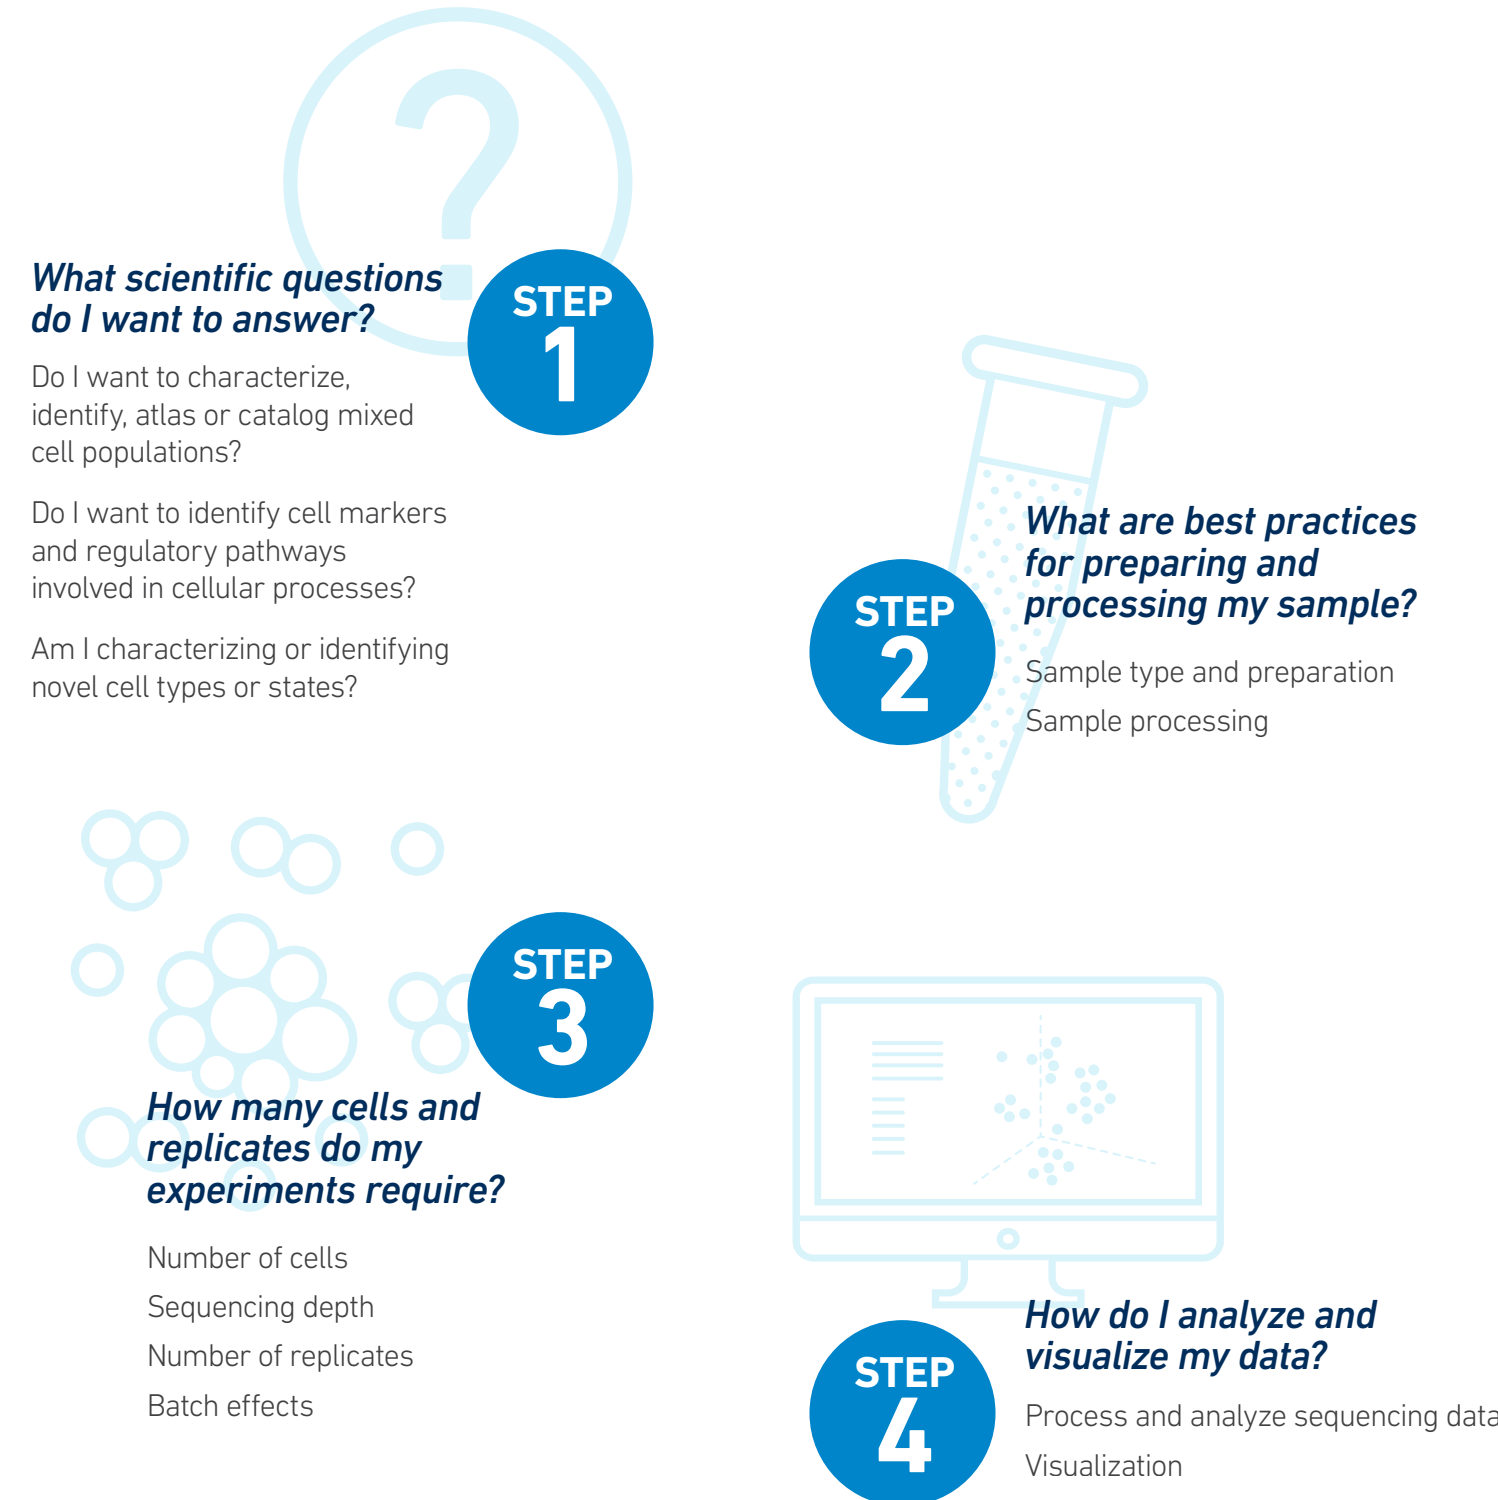 What scientific questions
do I want to answer?
STEP
1
Do I want to characterize,
identify, atlas or catalog mixed
cell populations?
Do I want to identify cell markers
and regulatory pathways
involved in cellular processes?
Am I characterizing or identifying
novel cell types or states?
What are best practices
for preparing and
processing my sample?
STEP
2
Sample type and preparation
Sample processing
STEP
3
How many cells and
replicates do my
experiments require?
Number of cells
Sequencing depth
Number of replicates
Batch effects
How do I analyze and
visualize my data?
STEP
4
Process and analyze sequencing data
Visualization